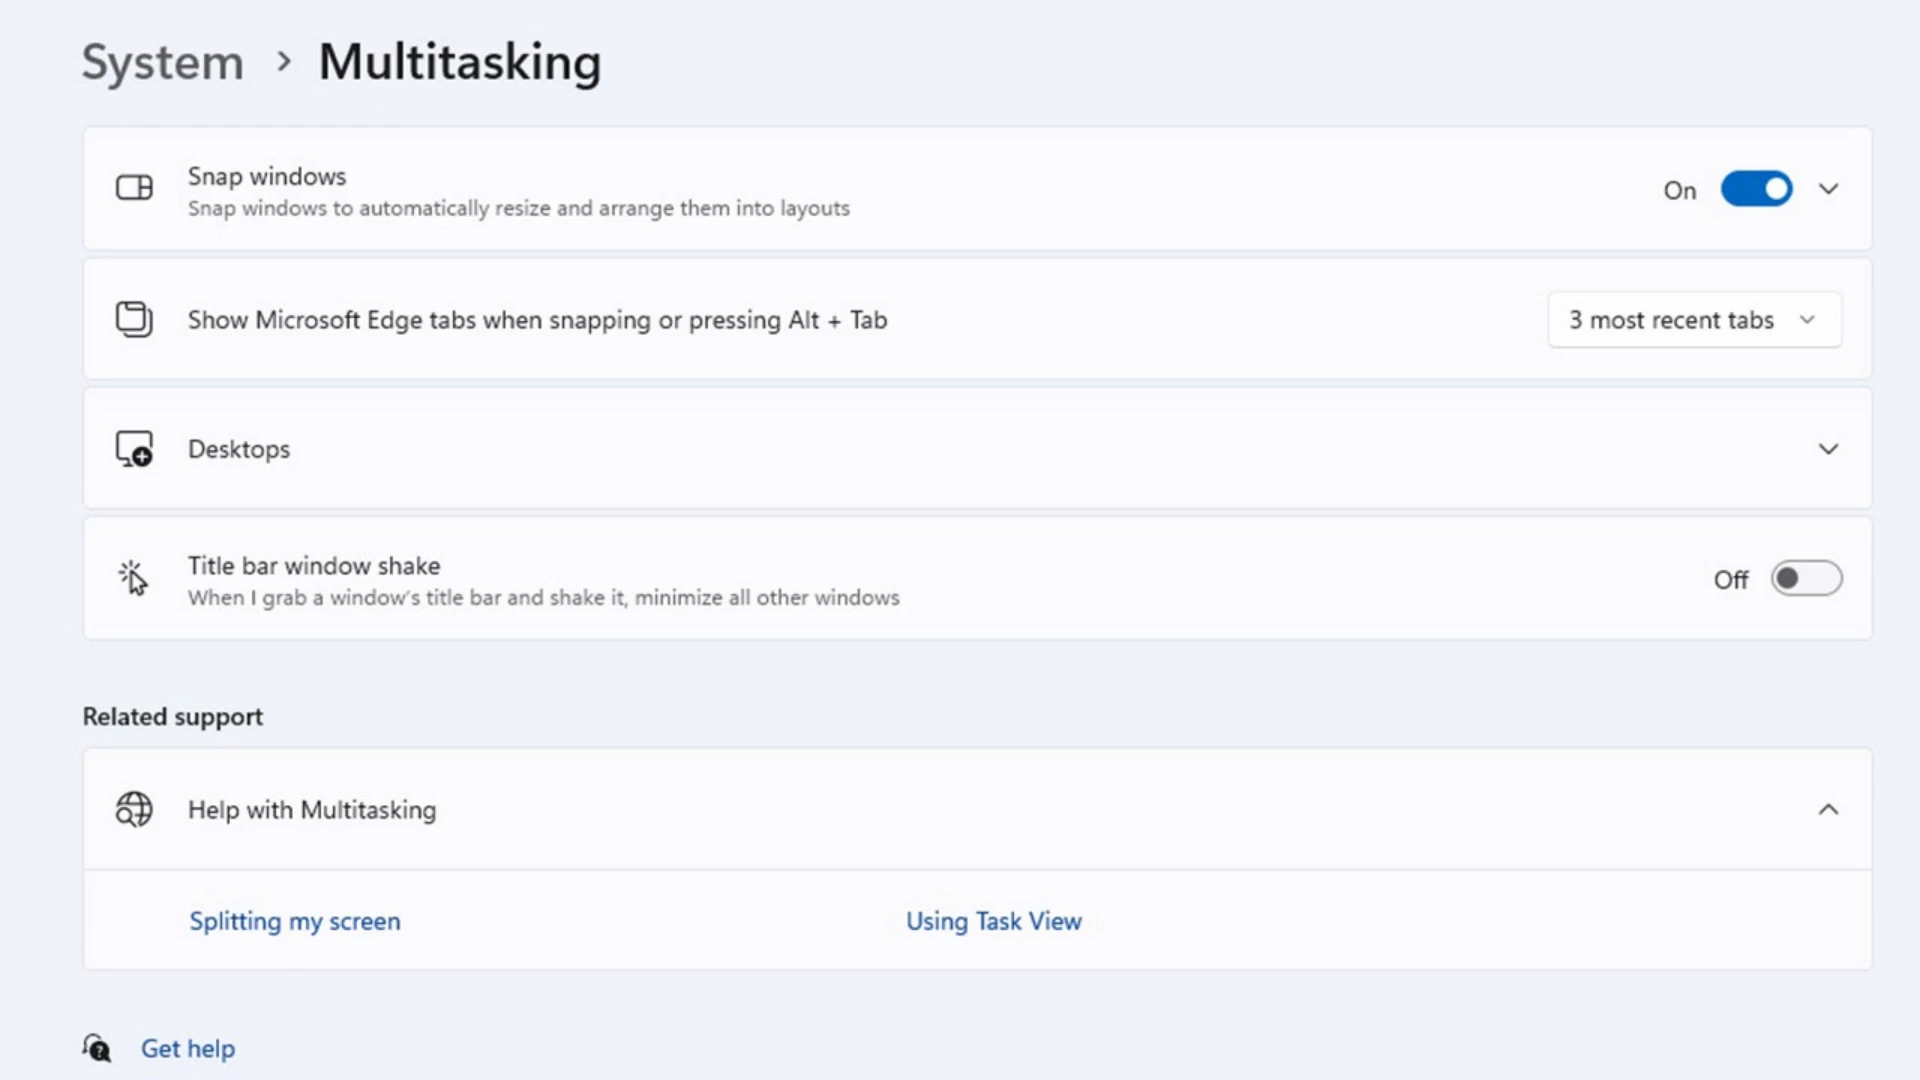 System > Multitasking
Snap windows
Snap windows to automatically resize and arrange them into layouts
On
Show Microsoft Edge tabs when snapping or pressing Alt + Tab
3 most recent tabs
Desktops
Title bar window shake
When I grab a window's title bar and shake it, minimize all other windows
Off
Related support
Help with Multitasking
Splitting my screen
Using Task View
Get help